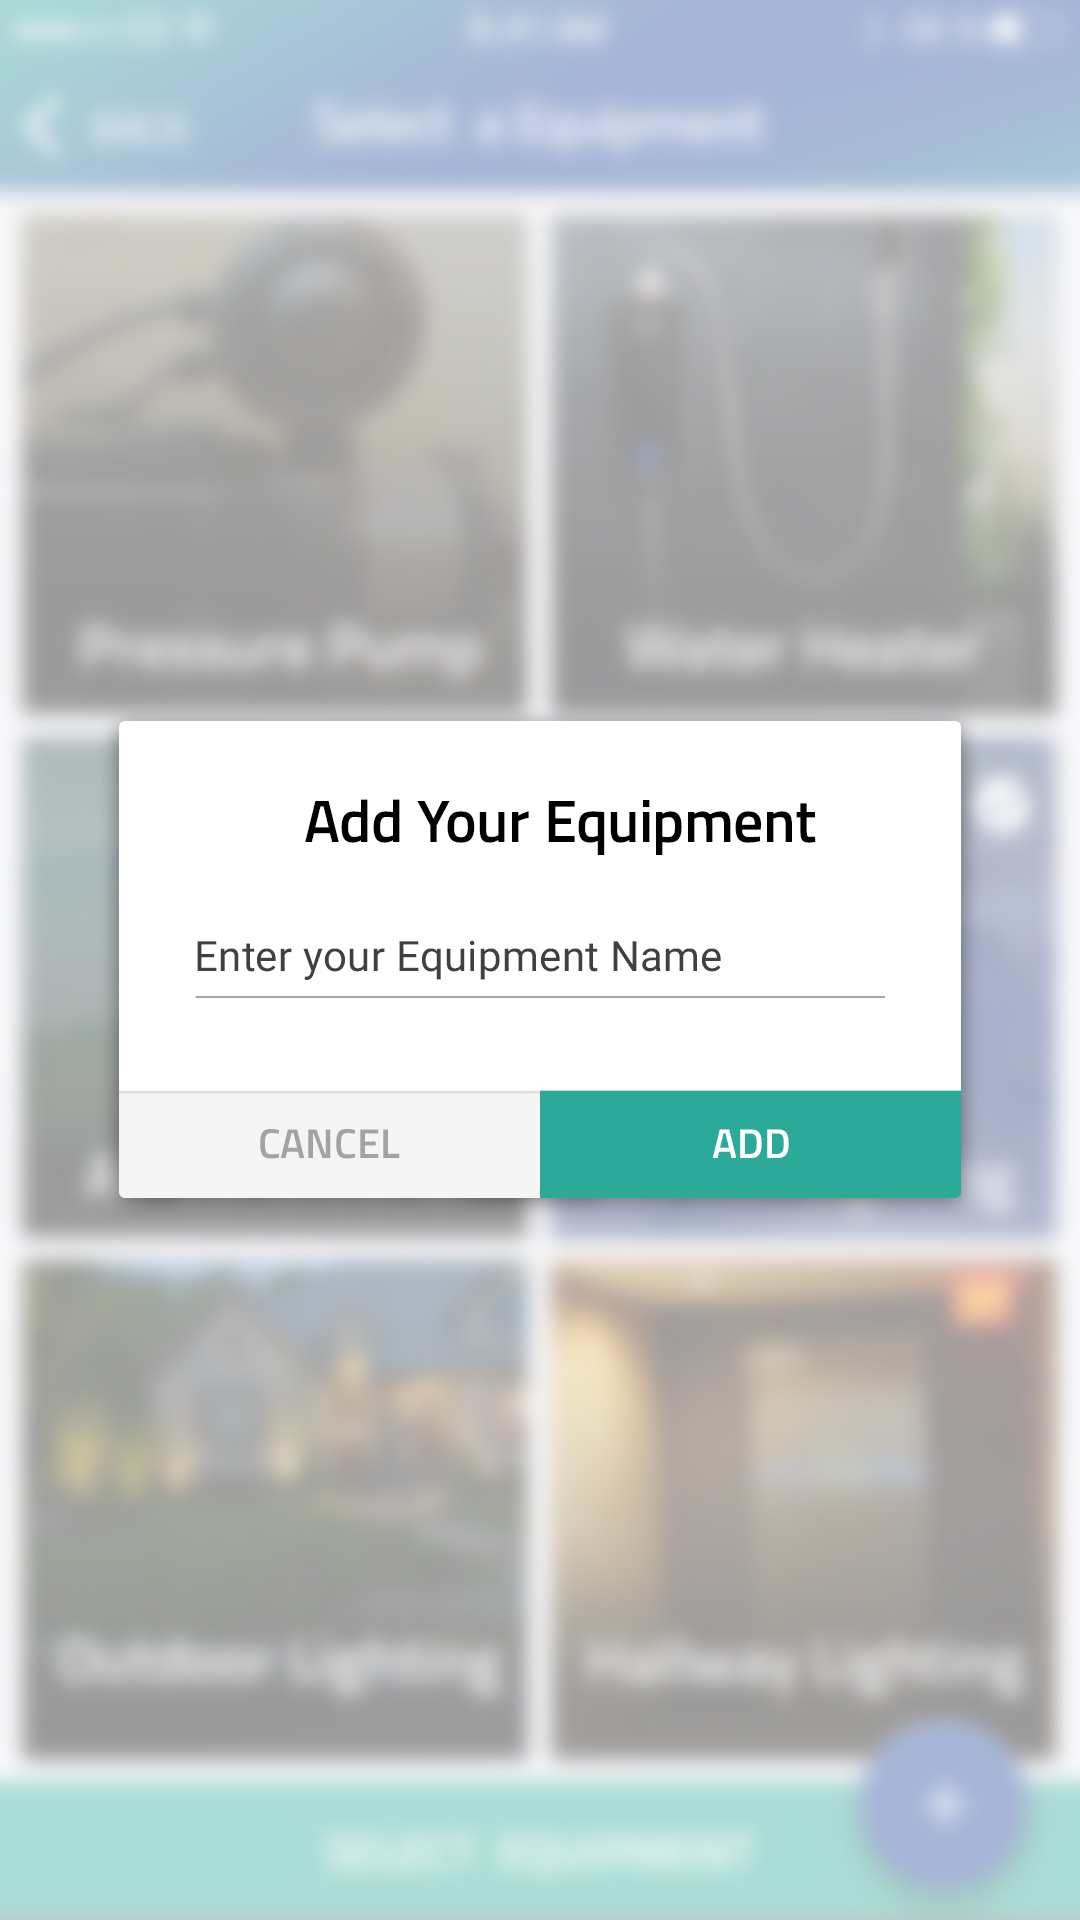 BACK
Select a Equipment
Pressure Pump
Water Heater
Add Your Equipment
Enter your Equipment Name
CANCEL
ADD
Outdoor Lighting
Hallway Lighting
SELECT EQUIPMENT